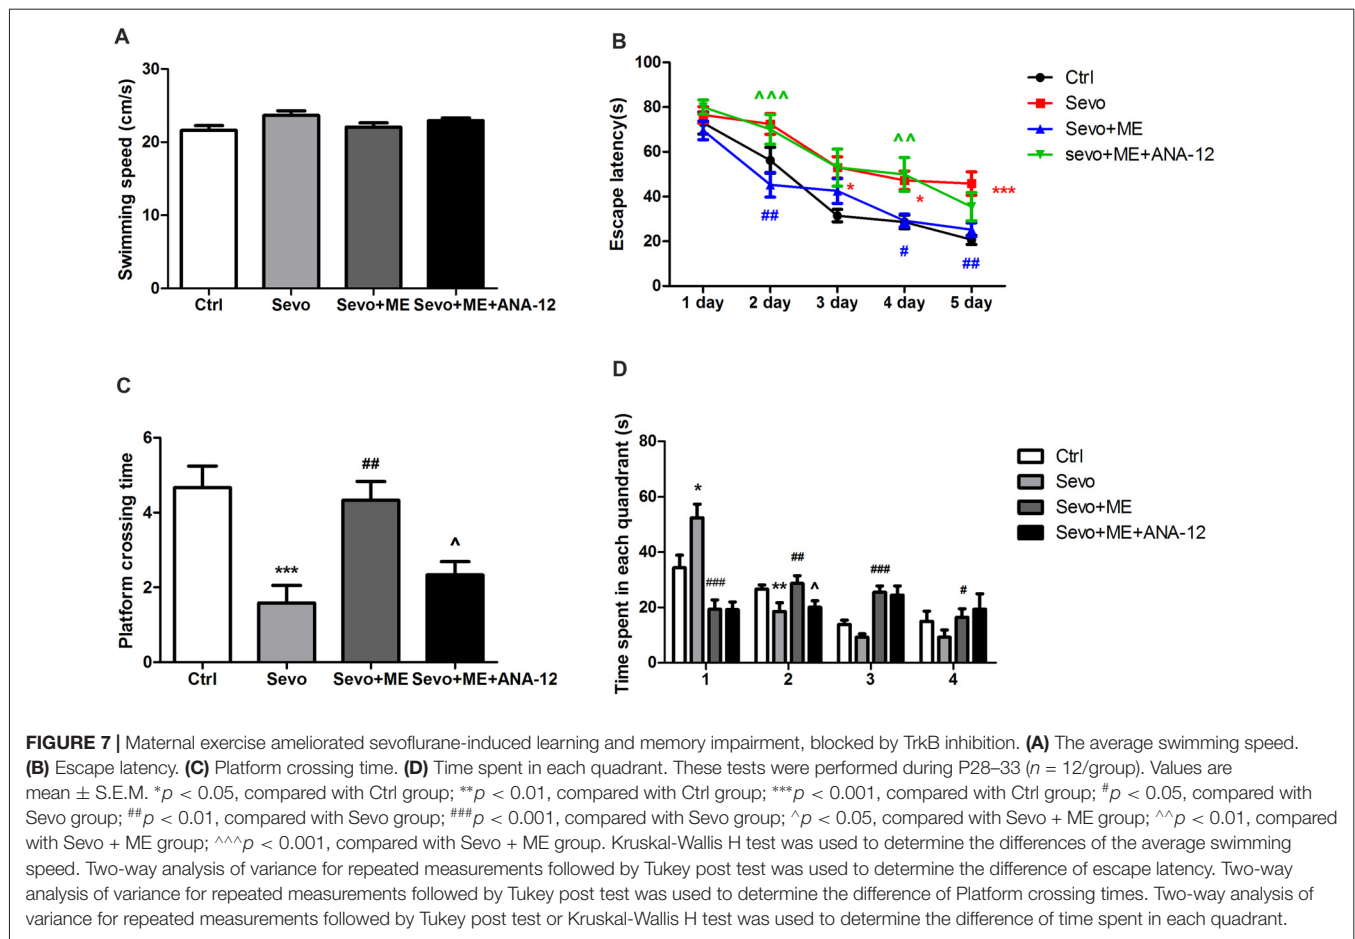 A
Swimming speed (cm/s)
30
20
10
0
Ctrl Sevo Sevo+ME Sevo+ME+ANA-12
B
Escape latency(s)
100
80
60
40
20
0
^^^
^^
*
*
***
##
#
##
1 day 2 day 3 day 4 day 5 day
Ctrl
Sevo
Sevo+ME
sevo+ME+ANA-12
C
Platform crossing time
6
4
2
0
***
##
^
Ctrl Sevo Sevo+ME Sevo+ME+ANA-12
D
Time spent in each quandrant (s)
80
60
40
20
0
*
###
**
##
^
###
#
1 2 3 4
Ctrl
Sevo
Sevo+ME
Sevo+ME+ANA-12
FIGURE 7 | Maternal exercise ameliorated sevoflurane-induced learning and memory impairment, blocked by TrkB inhibition. (A) The average swimming speed.
(B) Escape latency. (C) Platform crossing time. (D) Time spent in each quadrant. These tests were performed during P28–33 (n = 12/group). Values are
mean ± S.E.M. *p < 0.05, compared with Ctrl group; **p < 0.01, compared with Ctrl group; ***p < 0.001, compared with Ctrl group; #p < 0.05, compared with
Sevo group; ##p < 0.01, compared with Sevo group; ###p < 0.001, compared with Sevo group; ^p < 0.05, compared with Sevo + ME group; ^^p < 0.01, compared
with Sevo + ME group; ^^^p < 0.001, compared with Sevo + ME group. Kruskal-Wallis H test was used to determine the differences of the average swimming
speed. Two-way analysis of variance for repeated measurements followed by Tukey post test was used to determine the difference of escape latency. Two-way
analysis of variance for repeated measurements followed by Tukey post test was used to determine the difference of Platform crossing times. Two-way analysis of
variance for repeated measurements followed by Tukey post test or Kruskal-Wallis H test was used to determine the difference of time spent in each quadrant.